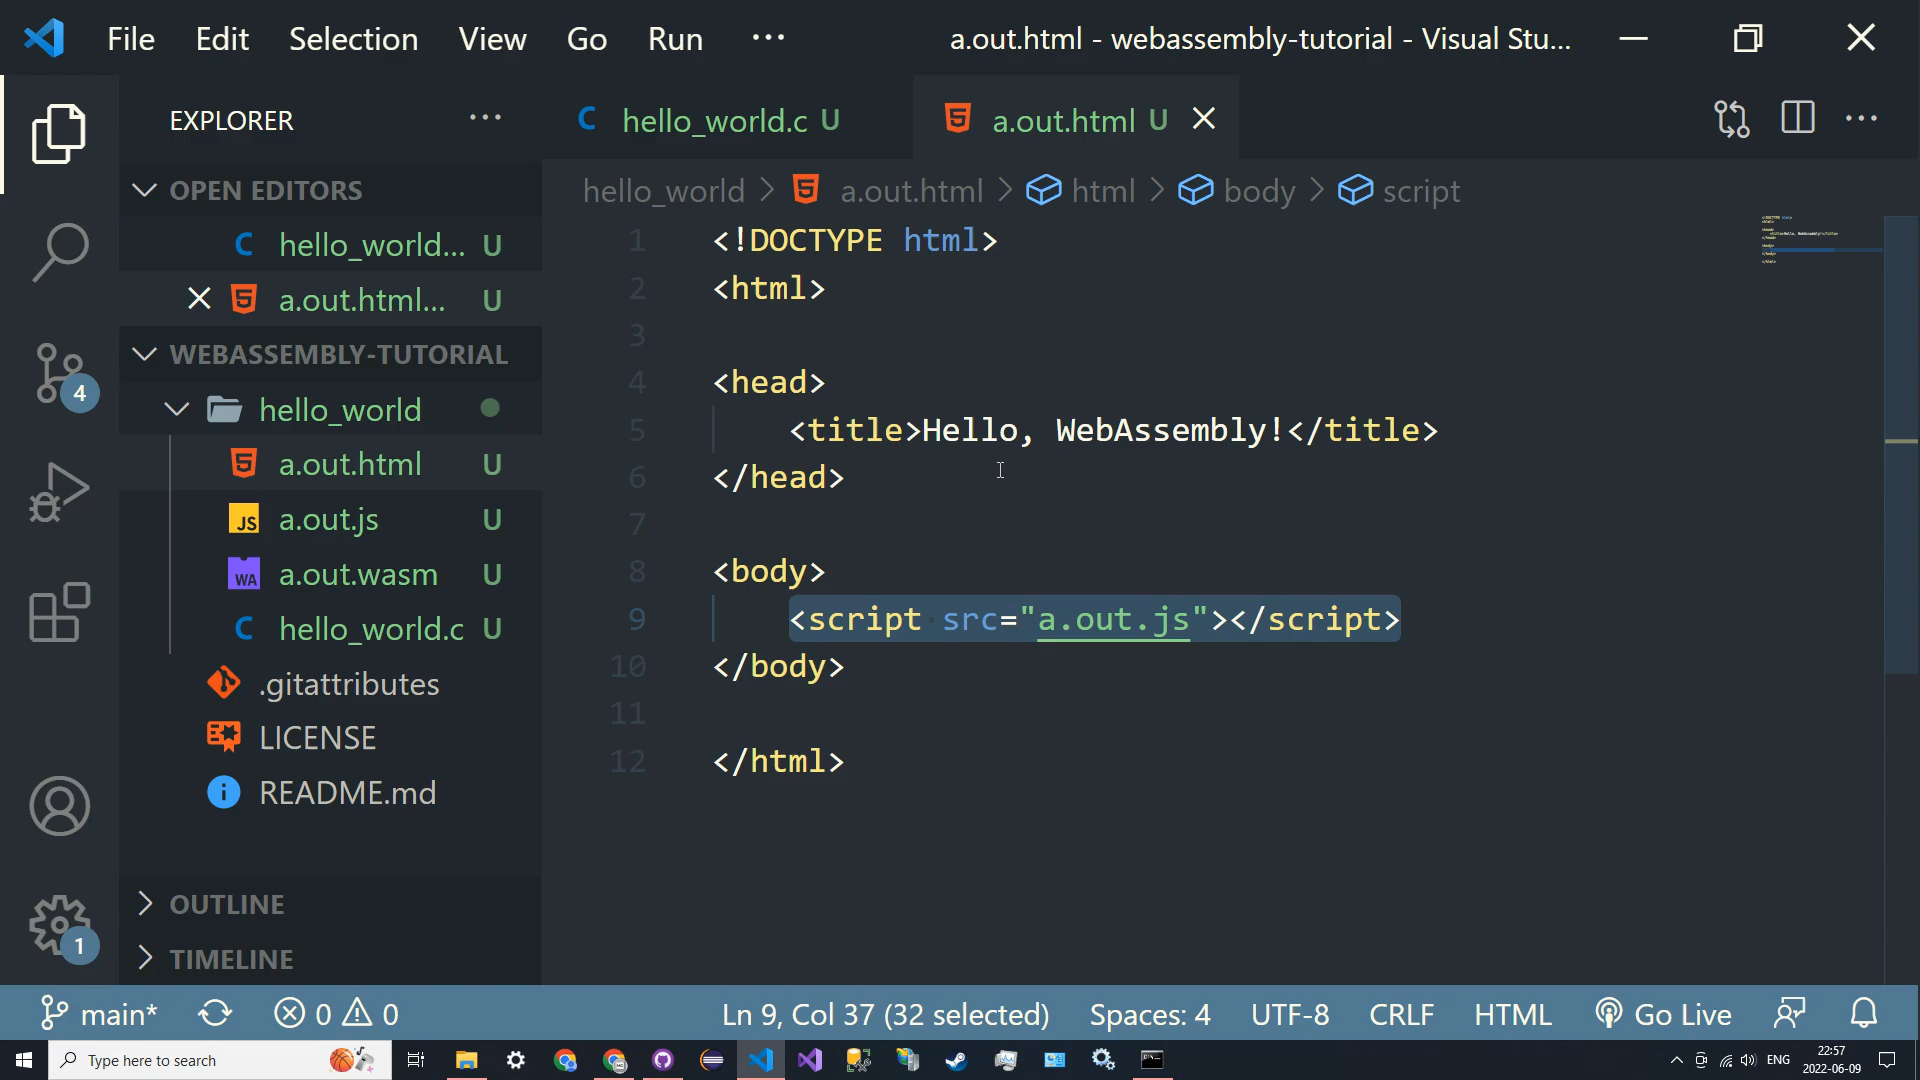 File Edit Selection View Go Run ··· a.out.html - webassembly-tutorial - Visual Stu...
EXPLORER ···
hello_world.c U a.out.html U
OPEN EDITORS
hello_world... U
a.out.html... U
WEBASSEMBLY-TUTORIAL
hello_world
a.out.html U
a.out.js U
a.out.wasm U
hello_world.c U
.gitattributes
LICENSE
README.md
OUTLINE
TIMELINE
4
1
hello_world > a.out.html > html > body > script
1 <!DOCTYPE html>
2 <html>
3
4 <head>
5 <title>Hello, WebAssembly!</title>
6 </head>
7
8 <body>
9 <script src="a.out.js"></script>
10 </body>
11
12 </html>
main* 0 0 Ln 9, Col 37 (32 selected) Spaces: 4 UTF-8 CRLF HTML Go Live
Type here to search ENG 22:57
2022-06-09